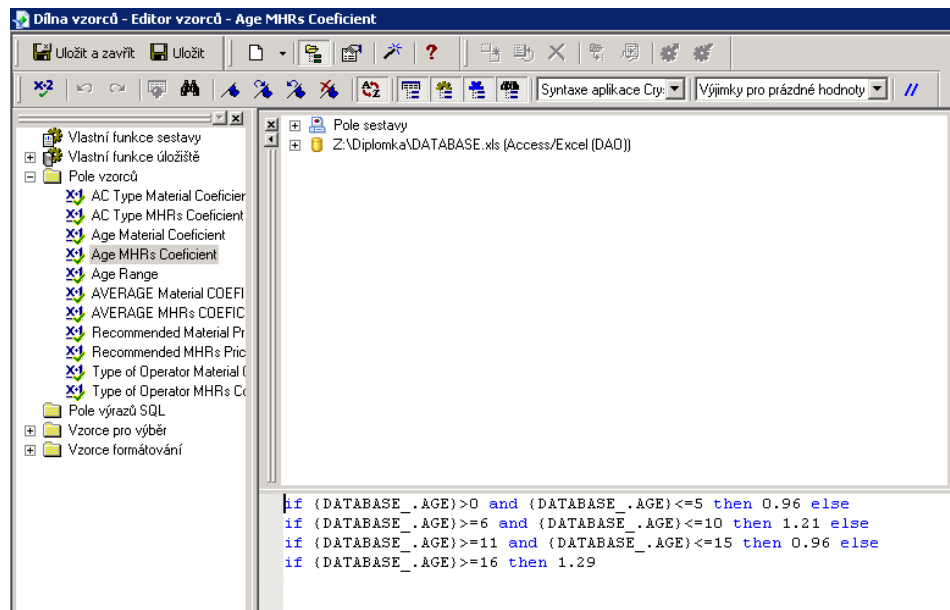 Dílna vzorců - Editor vzorců - Age MHRs Coeficient
Uložit a zavřít Uložit
Syntaxe aplikace Cry: Výjimky pro prázdné hodnoty //
Vlastní funkce sestavy
Vlastní funkce úložiště
Pole vzorců
AC Type Material Coeficier
AC Type MHRs Coeficient
Age Material Coeficient
Age MHRs Coeficient
Age Range
AVERAGE Material COEFI
AVERAGE MHRs COEFIC
Recommended Material Pr
Recommended MHRs Pric
Type of Operator Material (
Type of Operator MHRs Co
Pole výrazů SQL
Vzorce pro výběr
Vzorce formátování
Pole sestavy
Z:\Diplomka\DATABASE.xls (Access/Excel (DAO))
if {DATABASE_.AGE}>0 and {DATABASE_.AGE}<=5 then 0.96 else
if {DATABASE_.AGE}>=6 and {DATABASE_.AGE}<=10 then 1.21 else
if {DATABASE_.AGE}>=11 and {DATABASE_.AGE}<=15 then 0.96 else
if {DATABASE_.AGE}>=16 then 1.29